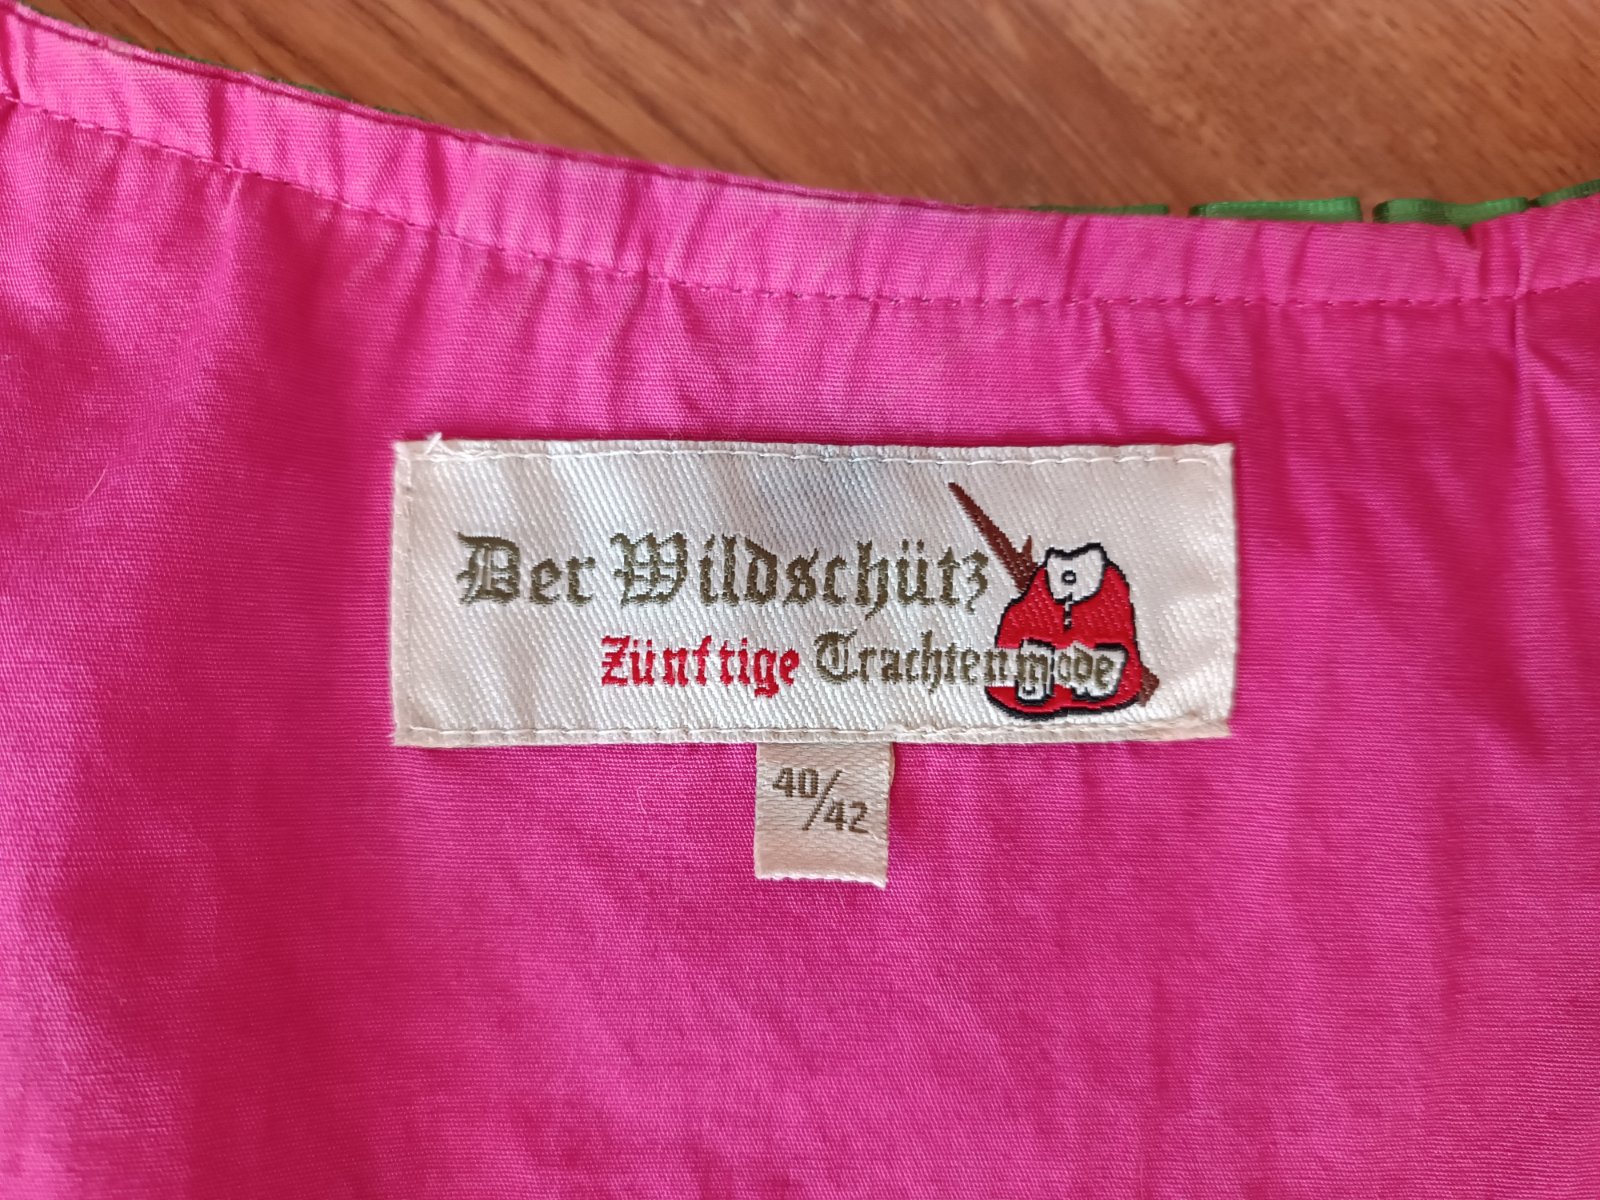 Der Wildschütz
Zünftige Trachtenmode
40/42